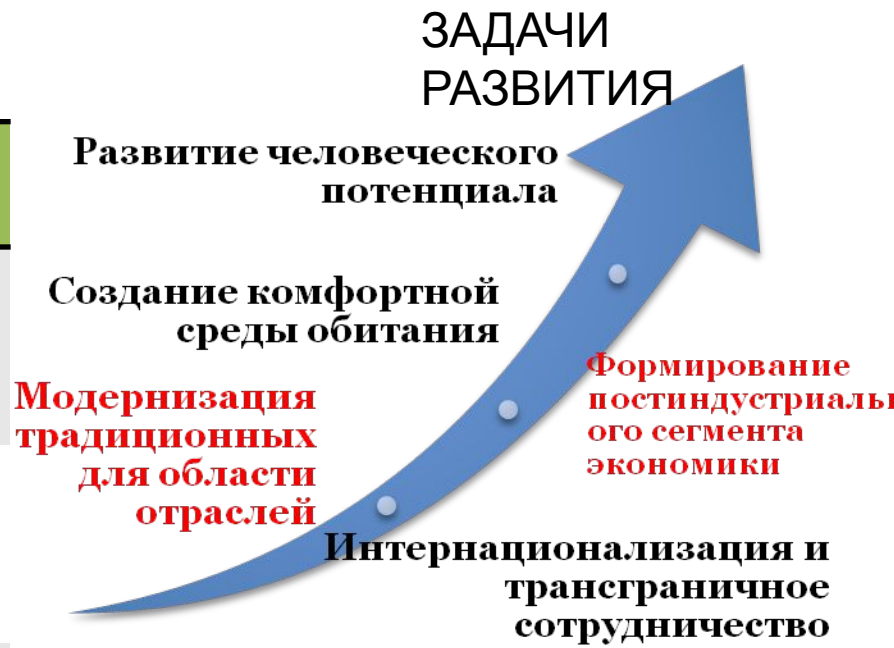 ЗАДАЧИ
РАЗВИТИЯ
Развитие человеческого
потенциала
Создание комфортной
среды обитания
Модернизация
традиционных
для области
отраслей
Формирование
постиндустриальн
ого сегмента
экономики
Интернационализация и
трансграничное
сотрудничество